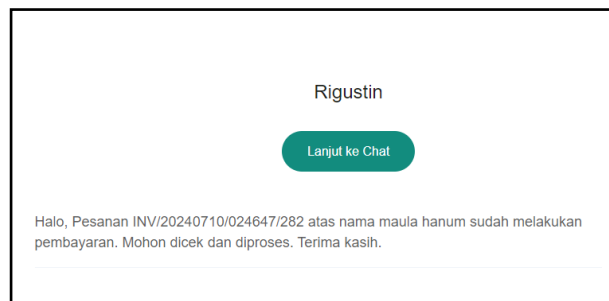 Rigustin
Lanjut ke Chat
Halo, Pesanan INV/20240710/024647/282 atas nama maula hanum sudah melakukan
pembayaran. Mohon dicek dan diproses. Terima kasih.